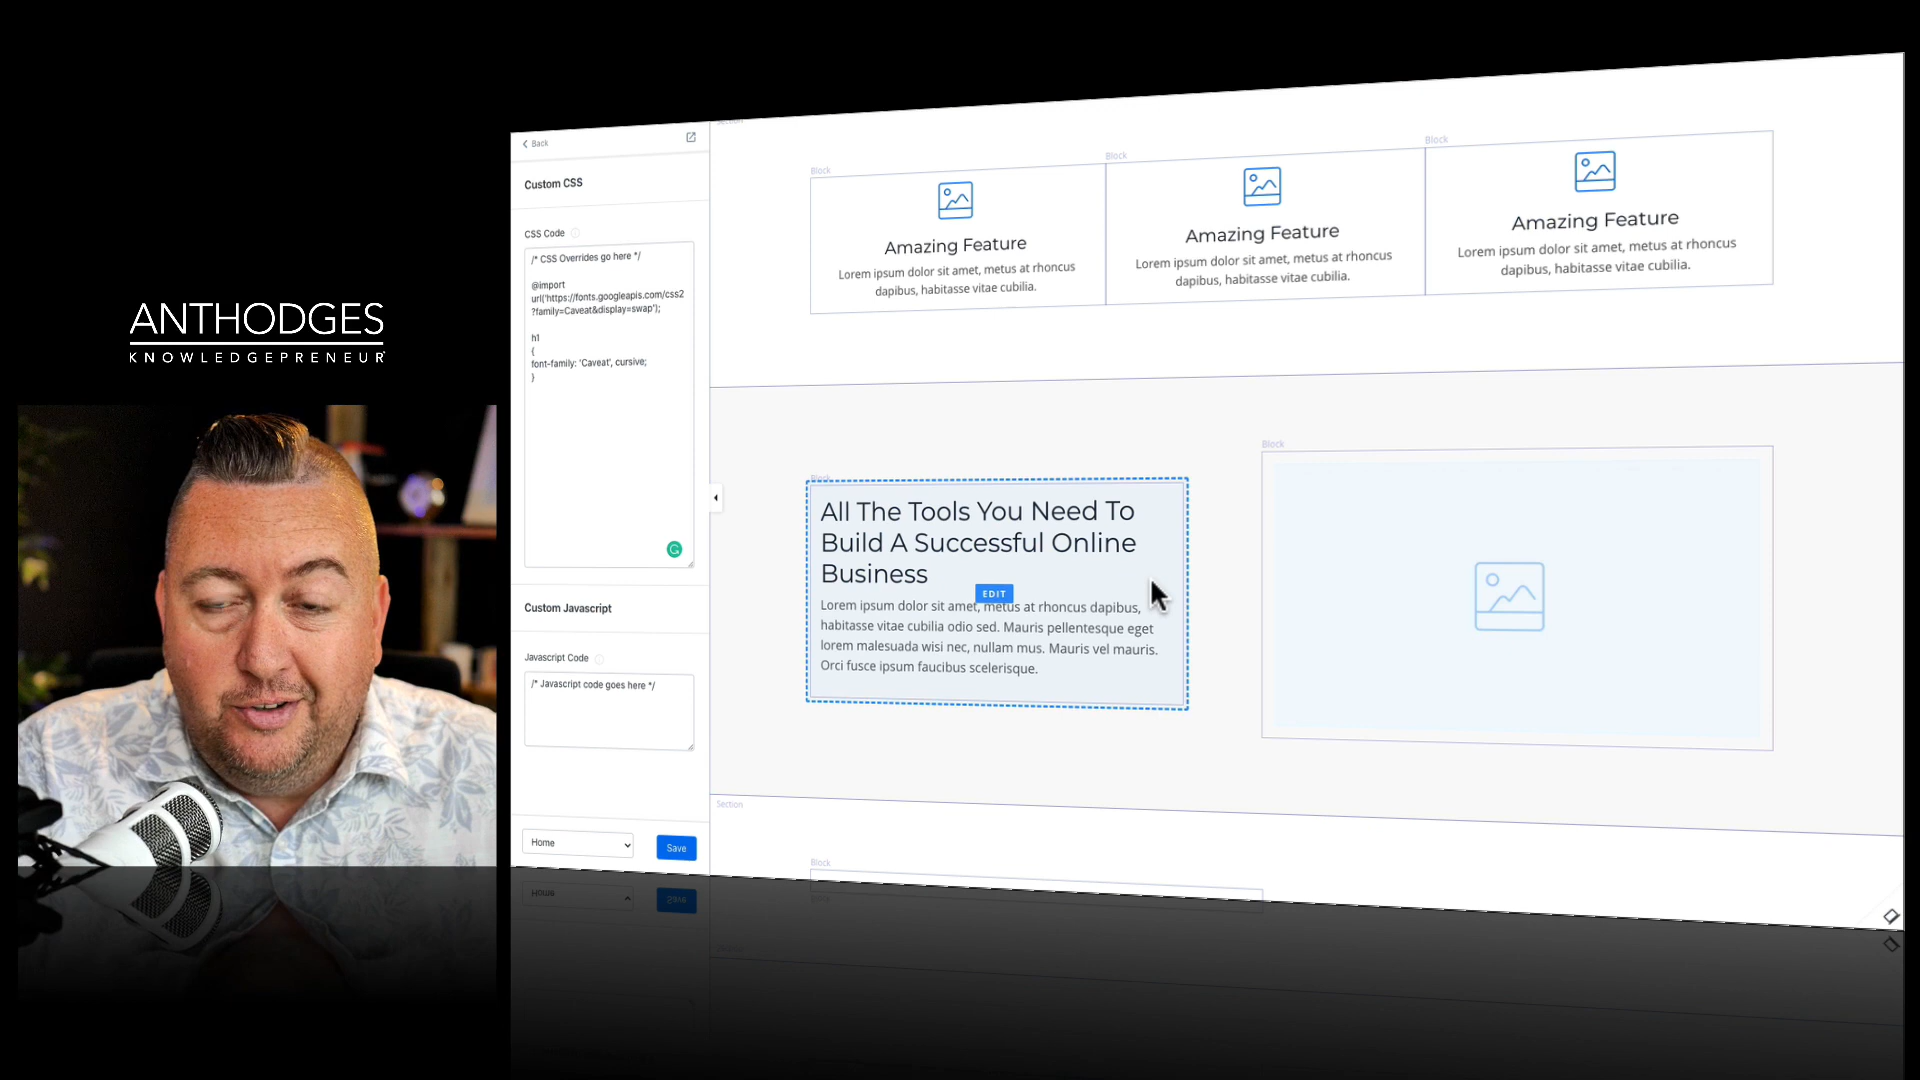 ANTHODGES
KNOWLEDGEPRENEUR
Back
Custom CSS
CSS Code
/* CSS Overrides go here */
@import
url('https://fonts.googleapis.com/css2
?family=Caveat&display=swap');
h1
{
font-family: 'Caveat', cursive;
}
Custom Javascript
Javascript Code
/* Javascript code goes here */
Home
Save
Section
Block
Amazing Feature
Lorem ipsum dolor sit amet, metus at rhoncus
dapibus, habitasse vitae cubilia.
Block
Amazing Feature
Lorem ipsum dolor sit amet, metus at rhoncus
dapibus, habitasse vitae cubilia.
Block
Amazing Feature
Lorem ipsum dolor sit amet, metus at rhoncus
dapibus, habitasse vitae cubilia.
Block
All The Tools You Need To
Build A Successful Online
Business
EDIT
Lorem ipsum dolor sit amet, metus at rhoncus dapibus,
habitasse vitae cubilia odio sed. Mauris pellentesque eget
lorem malesuada wisi nec, nullam mus. Mauris vel mauris.
Orci fusce ipsum faucibus scelerisque.
Block
Section
Block